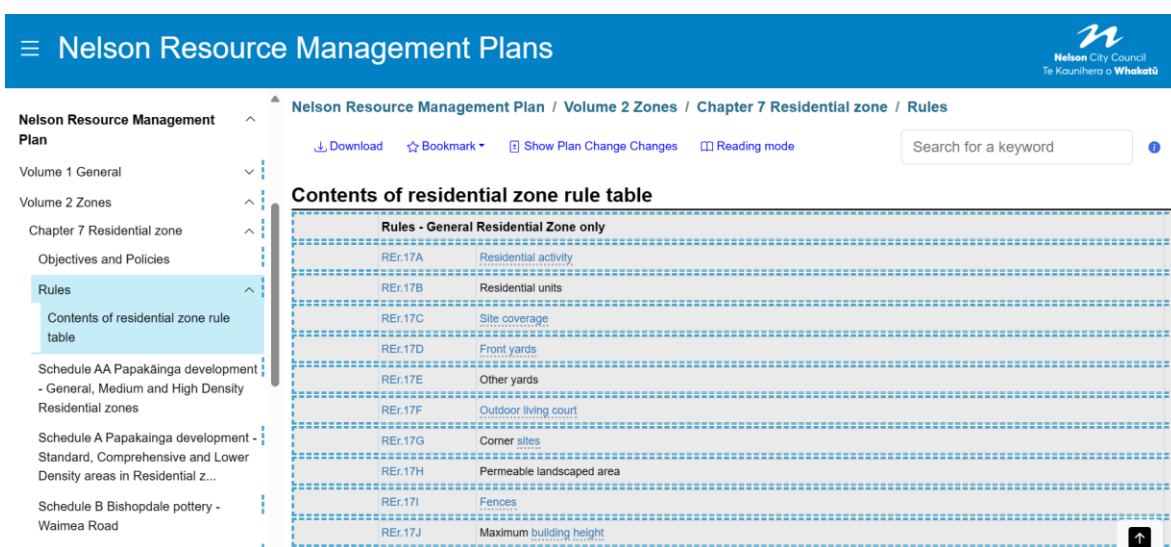 Nelson Resource Management Plans
Nelson City Council
Te Kaunihera o Whakatū
Nelson Resource Management
Plan
Volume 1 General
Volume 2 Zones
Chapter 7 Residential zone
Objectives and Policies
Rules
Contents of residential zone rule
table
Schedule AA Papakāinga development
- General, Medium and High Density
Residential zones
Schedule A Papakainga development -
Standard, Comprehensive and Lower
Density areas in Residential z...
Schedule B Bishopdale pottery -
Waimea Road
Nelson Resource Management Plan / Volume 2 Zones / Chapter 7 Residential zone / Rules
Download Bookmark Show Plan Change Changes Reading mode Search for a keyword
Contents of residential zone rule table
Rules - General Residential Zone only
REr.17A Residential activity
REr.17B Residential units
REr.17C Site coverage
REr.17D Front yards
REr.17E Other yards
REr.17F Outdoor living court
REr.17G Corner sites
REr.17H Permeable landscaped area
REr.17I Fences
REr.17J Maximum building height